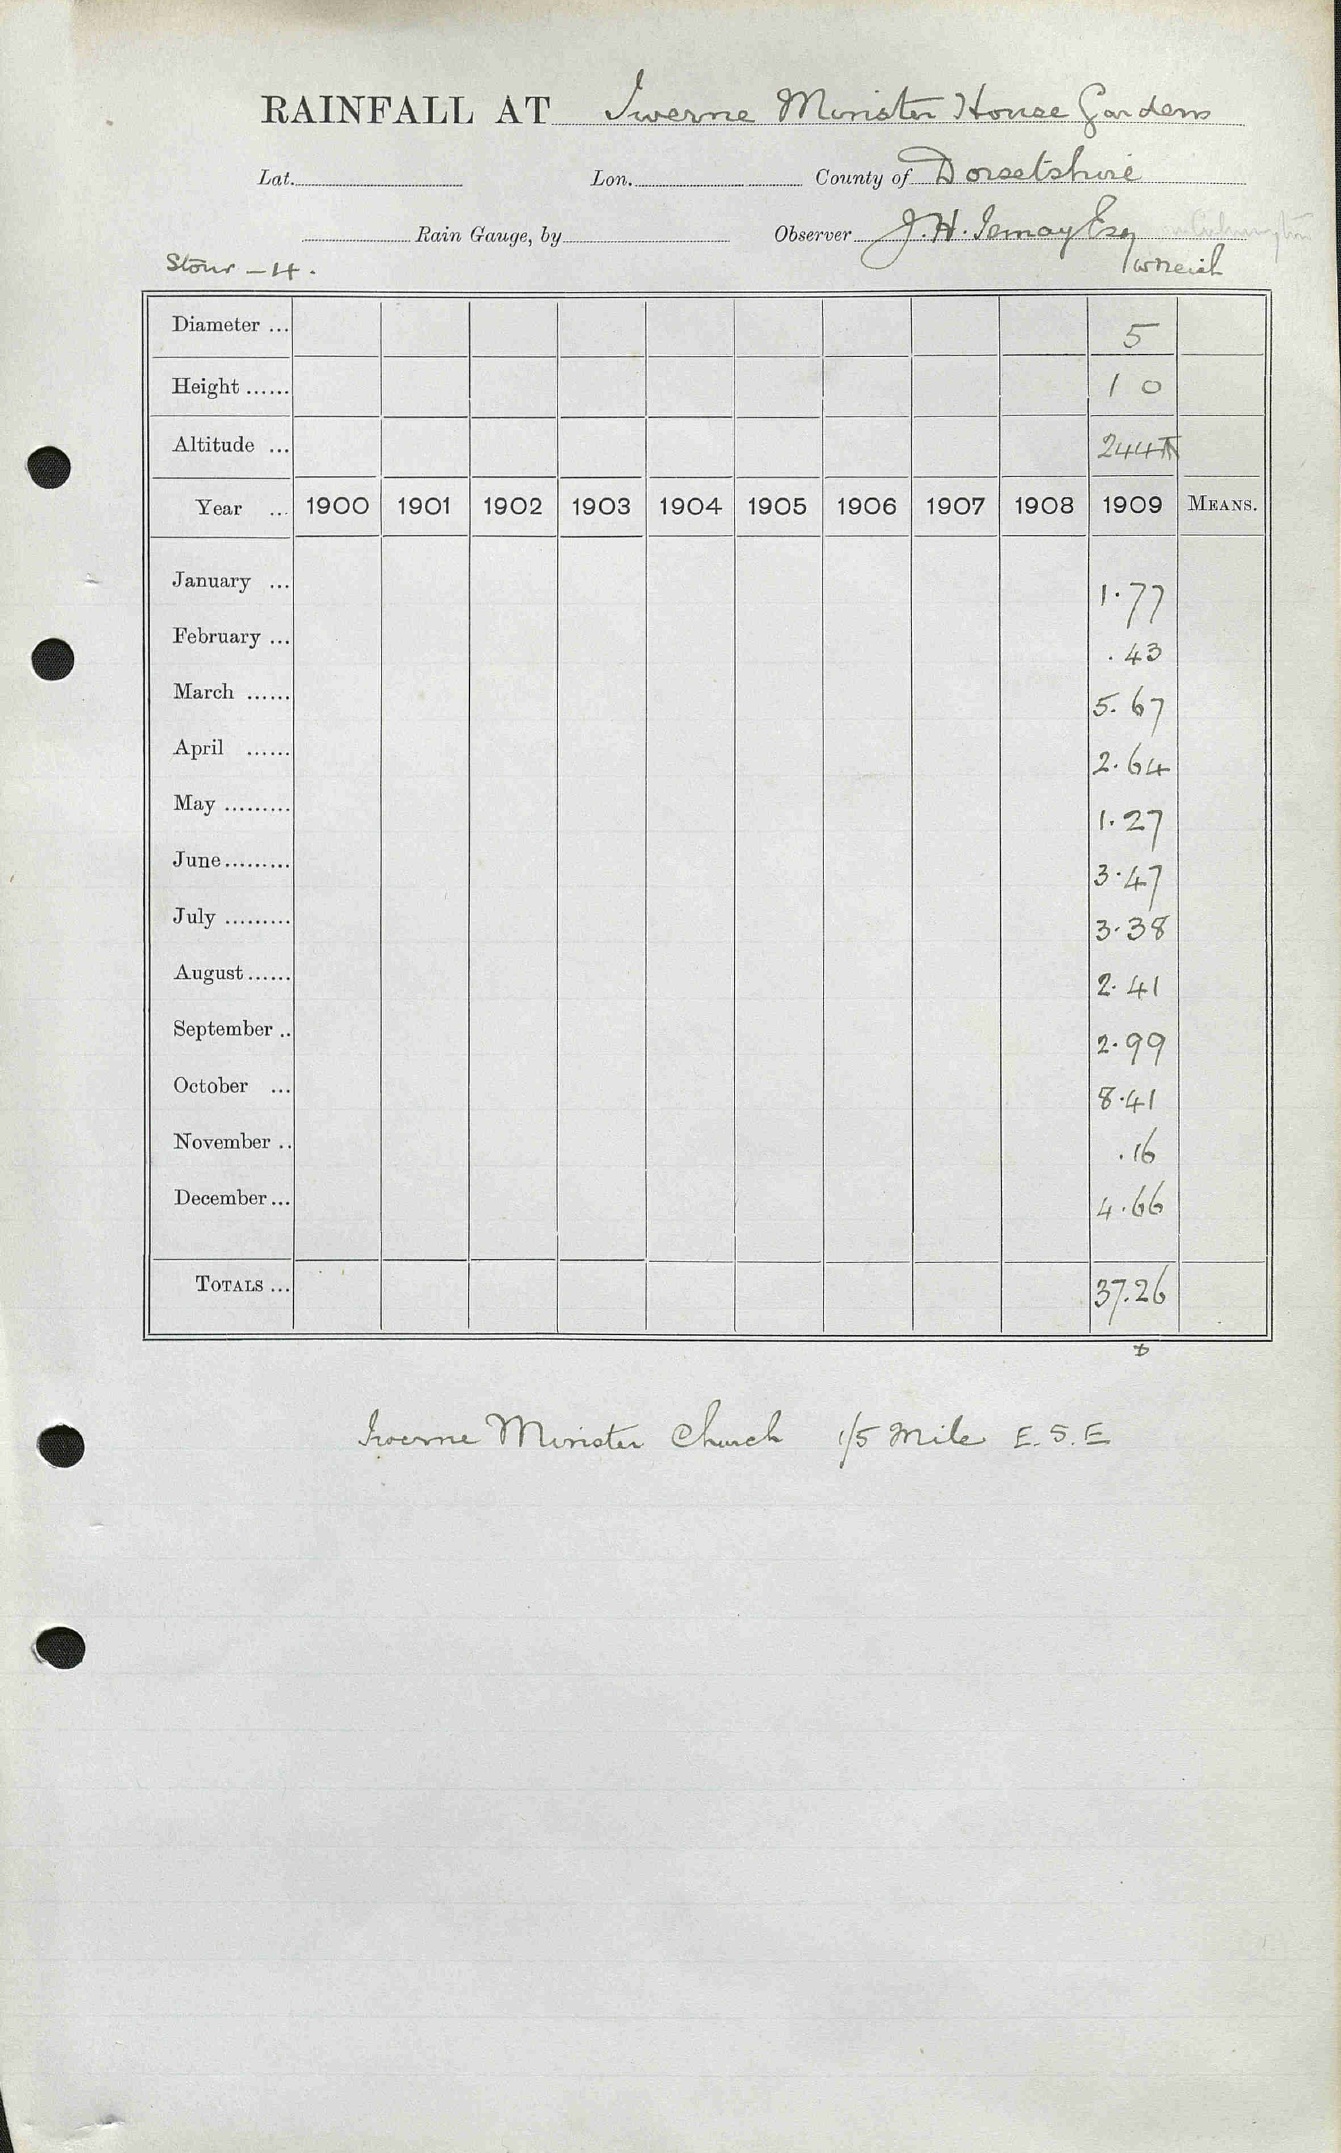 RAINFALL AT Iwerne Minister House Gardens
Lat. Lon. County of Dorsetshire
Rain Gauge, by Observer J. H. Ismay Esq
Stour - 4.
Diameter ... 5
Height ...... 1 0
Altitude ... 244 ft
Year ... 1900 1901 1902 1903 1904 1905 1906 1907 1908 1909 MEANS.
January ... 1.77
February ... .43
March ...... 5.67
April ...... 2.64
May ......... 1.27
June ......... 3.47
July ......... 3.38
August ...... 2.41
September .. 2.99
October ... 8.41
November .. .16
December ... 4.66
TOTALS ... 37.26
Iwerne Minister Church 1/5 Mile E.S.E